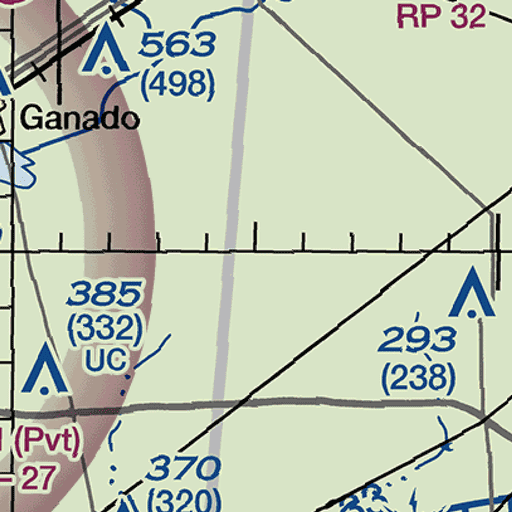 RP 32
563
(498)
Ganado
385
(332)
UC
293
(238)
(Pvt)
- 27
370
(320)